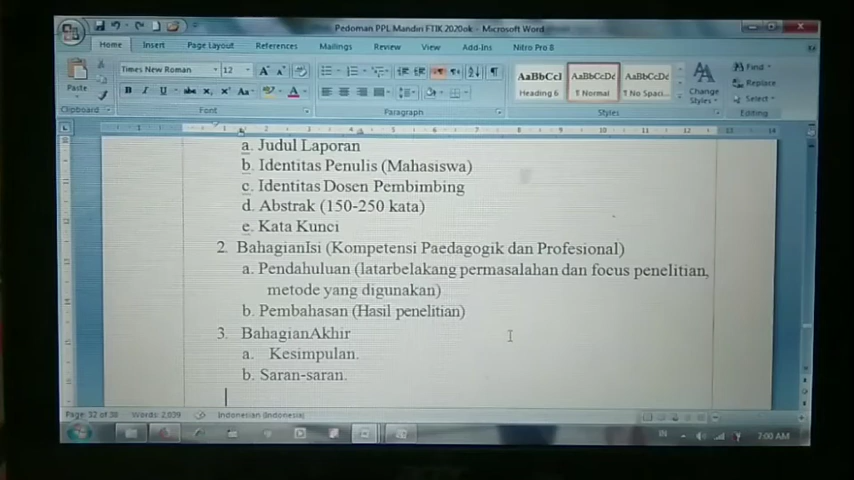 Pedoman PPL Mandiri FTIK 2020ok - Microsoft Word
Home Insert Page Layout References Mailings Review View Add-Ins Nitro Pro 8
Paste
Times New Roman 12
AaBbCcI AaBbCcDc AaBbCcDc
Heading 6 ¶ Normal ¶ No Spaci...
Change Styles
Find
Replace
Select
Clipboard Font Paragraph Styles Editing
a. Judul Laporan
b. Identitas Penulis (Mahasiswa)
c. Identitas Dosen Pembimbing
d. Abstrak (150-250 kata)
e. Kata Kunci
2. BahagianIsi (Kompetensi Paedagogik dan Profesional)
a. Pendahuluan (latarbelakang permasalahan dan focus penelitian,
metode yang digunakan)
b. Pembahasan (Hasil penelitian)
3. BahagianAkhir
a. Kesimpulan.
b. Saran-saran.
Page: 32 of 38 Words: 2,039 Indonesian (Indonesia)
IN 7:00 AM